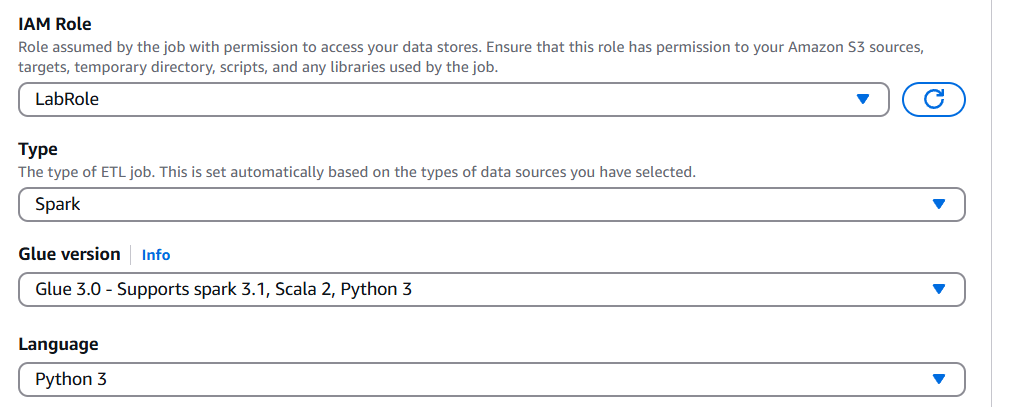 IAM Role
Role assumed by the job with permission to access your data stores. Ensure that this role has permission to your Amazon S3 sources,
targets, temporary directory, scripts, and any libraries used by the job.
LabRole
Type
The type of ETL job. This is set automatically based on the types of data sources you have selected.
Spark
Glue version Info
Glue 3.0 - Supports spark 3.1, Scala 2, Python 3
Language
Python 3